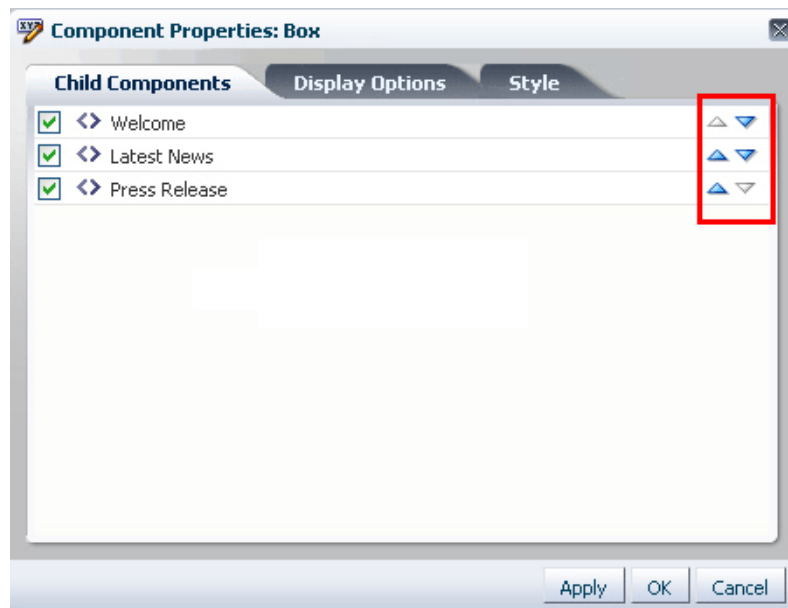 Component Properties: Box
Child Components Display Options Style
Welcome
Latest News
Press Release
Apply OK Cancel